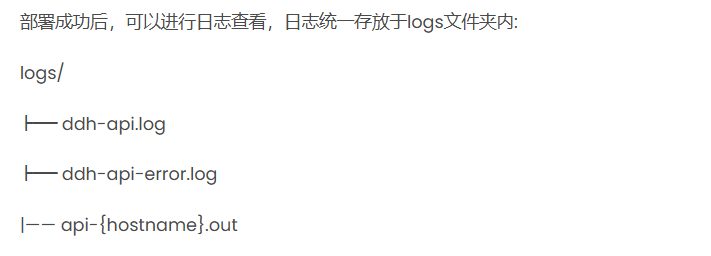 部署成功后，可以进行日志查看，日志统一存放于logs文件夹内:
logs/
├── ddh-api.log
├── ddh-api-error.log
|—— api-{hostname}.out